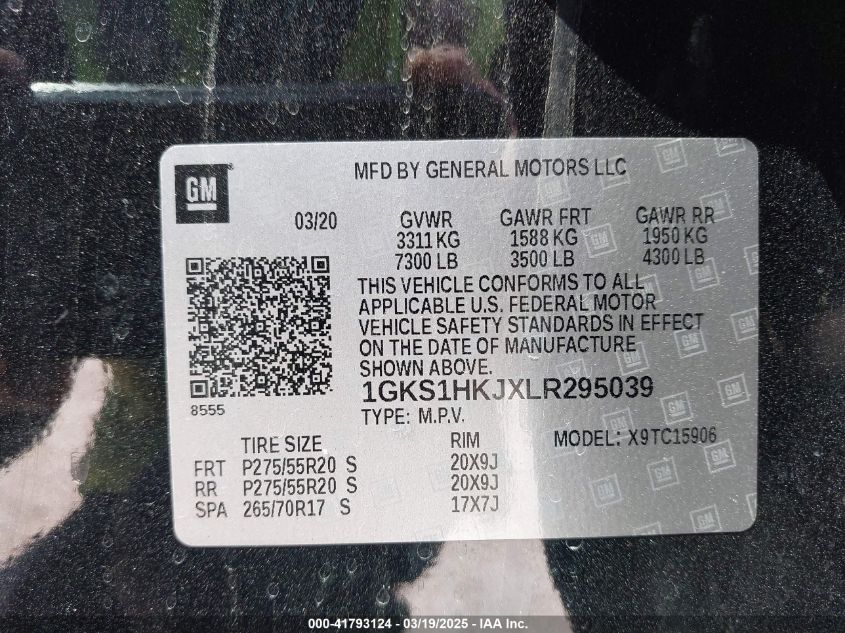 MFD BY GENERAL MOTORS LLC
GM
03/20 GVWR GAWR FRT GAWR RR
3311 KG 1588 KG 1950 KG
7300 LB 3500 LB 4300 LB
THIS VEHICLE CONFORMS TO ALL
APPLICABLE U.S. FEDERAL MOTOR
VEHICLE SAFETY STANDARDS IN EFFECT
ON THE DATE OF MANUFACTURE
SHOWN ABOVE.
1GKS1HKJXLR295039
8555
TYPE: M.P.V.
TIRE SIZE RIM MODEL: X9TC15906
FRT P275/55R20 S 20X9J
RR P275/55R20 S 20X9J
SPA 265/70R17 S 17X7J
000-41793124 - 03/19/2025 - IAA Inc.